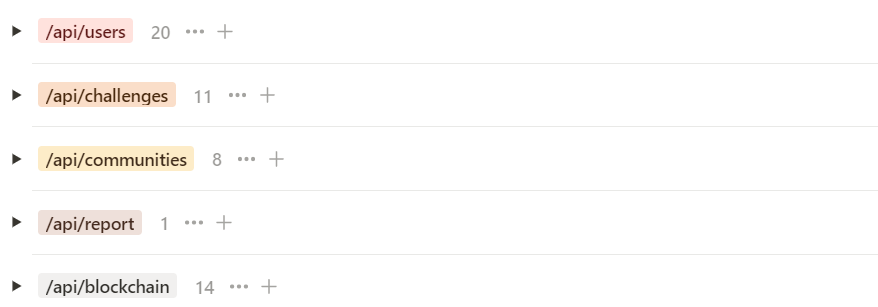 /api/users 20
/api/challenges 11
/api/communities 8
/api/report 1
/api/blockchain 14